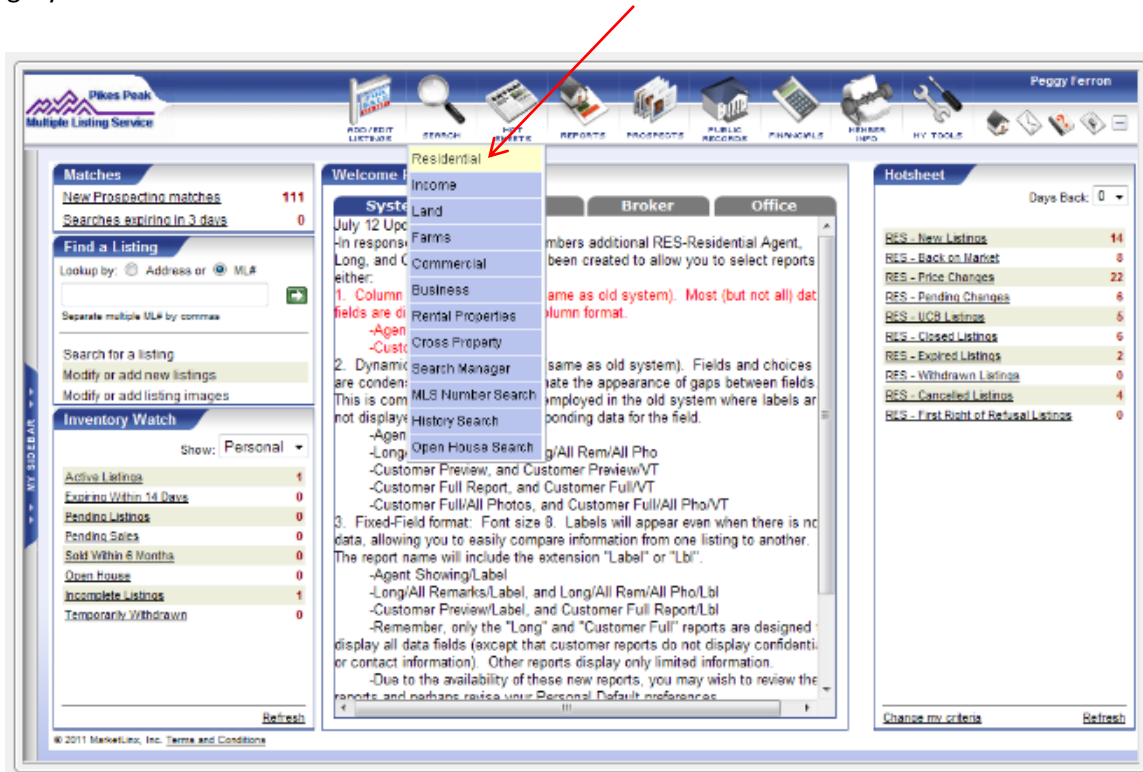 Pikes Peak
Multiple Listing Service
Peggy Ferron
ADD/EDIT LISTINGS
SEARCH
HOT SHEETS
REPORTS
PROSPECTS
PUBLIC RECORDS
FINANCIALS
MEMBER INFO
MY TOOLS
Residential
Income
Land
Farms
Commercial
Business
Rental Properties
Cross Property
Search Manager
MLS Number Search
History Search
Open House Search
MY SIDEBAR
Matches
New Prospecting matches 111
Searches expiring in 3 days 0
Find a Listing
Lookup by: Address or ML#
Separate multiple ML# by commas
Search for a listing
Modify or add new listings
Modify or add listing images
Inventory Watch
Show: Personal
Active Listings 1
Expiring Within 14 Days 0
Pending Listings 0
Pending Sales 0
Sold Within 6 Months 0
Open House 0
Incomplete Listings 1
Temporarily Withdrawn 0
Refresh
Welcome
Syste Broker Office
July 12 Upd
-In respons mbers additional RES-Residential Agent,
Long, and C been created to allow you to select reports
either:
1. Column ame as old system). Most (but not all) dat
fields are di lumn format.
-Agen
-Custo
2. Dynamic same as old system). Fields and choices
are conden nate the appearance of gaps between fields
This is com employed in the old system where labels ar
not displaye ponding data for the field.
-Agen
-Long g/All Rem/All Pho
-Customer Preview, and Customer Preview/VT
-Customer Full Report, and Customer Full/VT
-Customer Full/All Photos, and Customer Full/All Pho/VT
3. Fixed-Field format: Font size 8. Labels will appear even when there is no
data, allowing you to easily compare information from one listing to another.
The report name will include the extension "Label" or "Lbl".
-Agent Showing/Label
-Long/All Remarks/Label, and Long/All Rem/All Pho/Lbl
-Customer Preview/Label, and Customer Full Report/Lbl
-Remember, only the "Long" and "Customer Full" reports are designed
display all data fields (except that customer reports do not display confidenti
or contact information). Other reports display only limited information.
-Due to the availability of these new reports, you may wish to review the
reports and perhaps revise your Personal Default preferences
Hotsheet
Days Back: 0
RES - New Listings 14
RES - Back on Market 8
RES - Price Changes 22
RES - Pending Changes 6
RES - UCB Listings 5
RES - Closed Listings 6
RES - Expired Listings 2
RES - Withdrawn Listings 0
RES - Cancelled Listings 4
RES - First Right of Refusal Listings 0
Change my criteria Refresh
© 2011 MarketLinx, Inc. Terms and Conditions